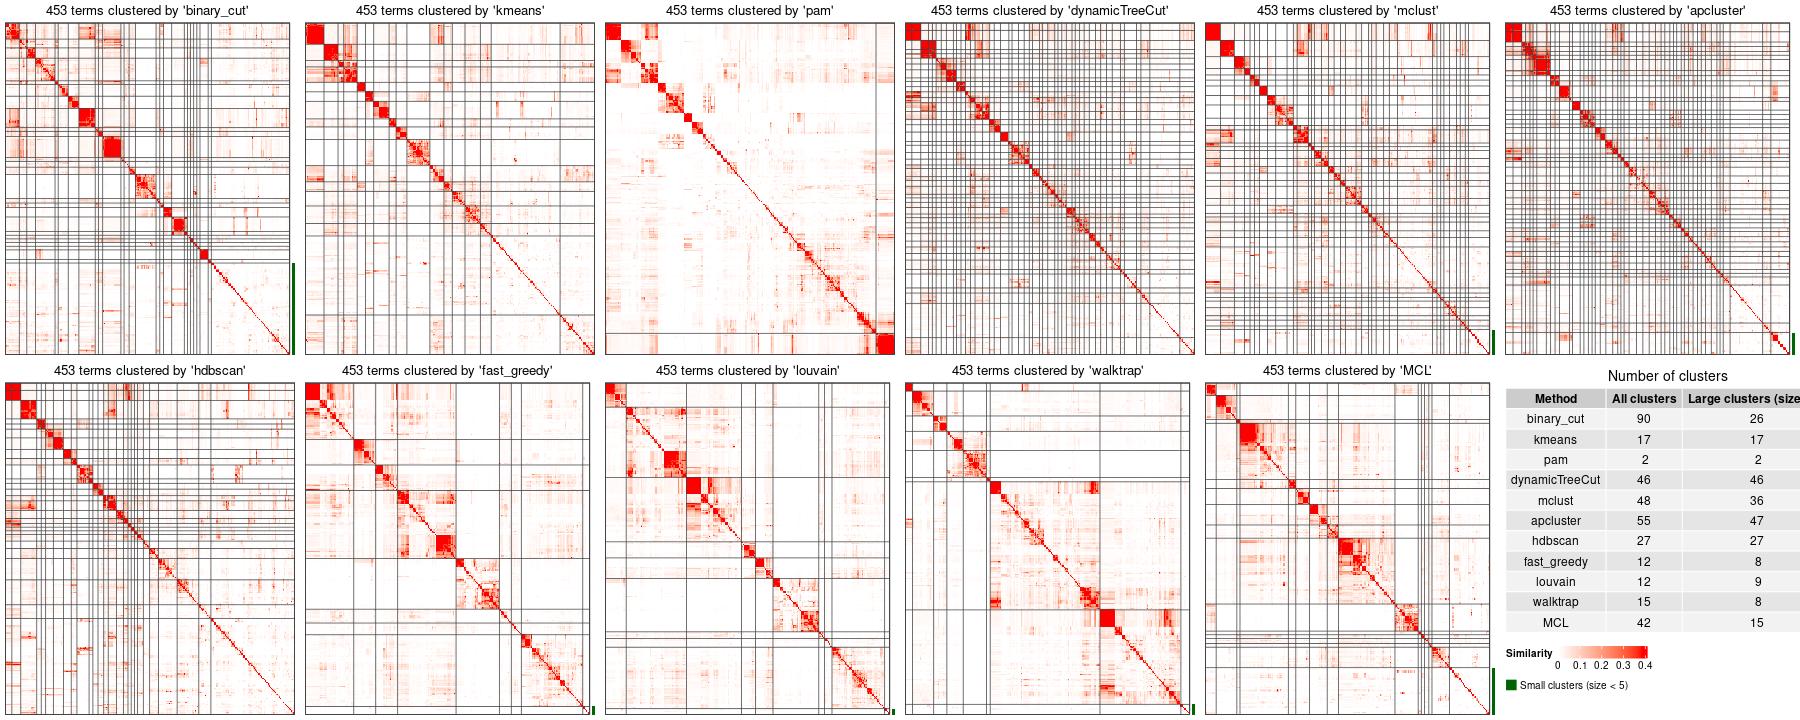 453 terms clustered by 'binary_cut'
453 terms clustered by 'kmeans'
453 terms clustered by 'pam'
453 terms clustered by 'dynamicTreeCut'
453 terms clustered by 'mclust'
453 terms clustered by 'apcluster'
453 terms clustered by 'hdbscan'
453 terms clustered by 'fast_greedy'
453 terms clustered by 'louvain'
453 terms clustered by 'walktrap'
453 terms clustered by 'MCL'
Number of clusters
Method All clusters Large clusters (size
binary_cut 90 26
kmeans 17 17
pam 2 2
dynamicTreeCut 46 46
mclust 48 36
apcluster 55 47
hdbscan 27 27
fast_greedy 12 8
louvain 12 9
walktrap 15 8
MCL 42 15
Similarity
0 0.1 0.2 0.3 0.4
Small clusters (size < 5)